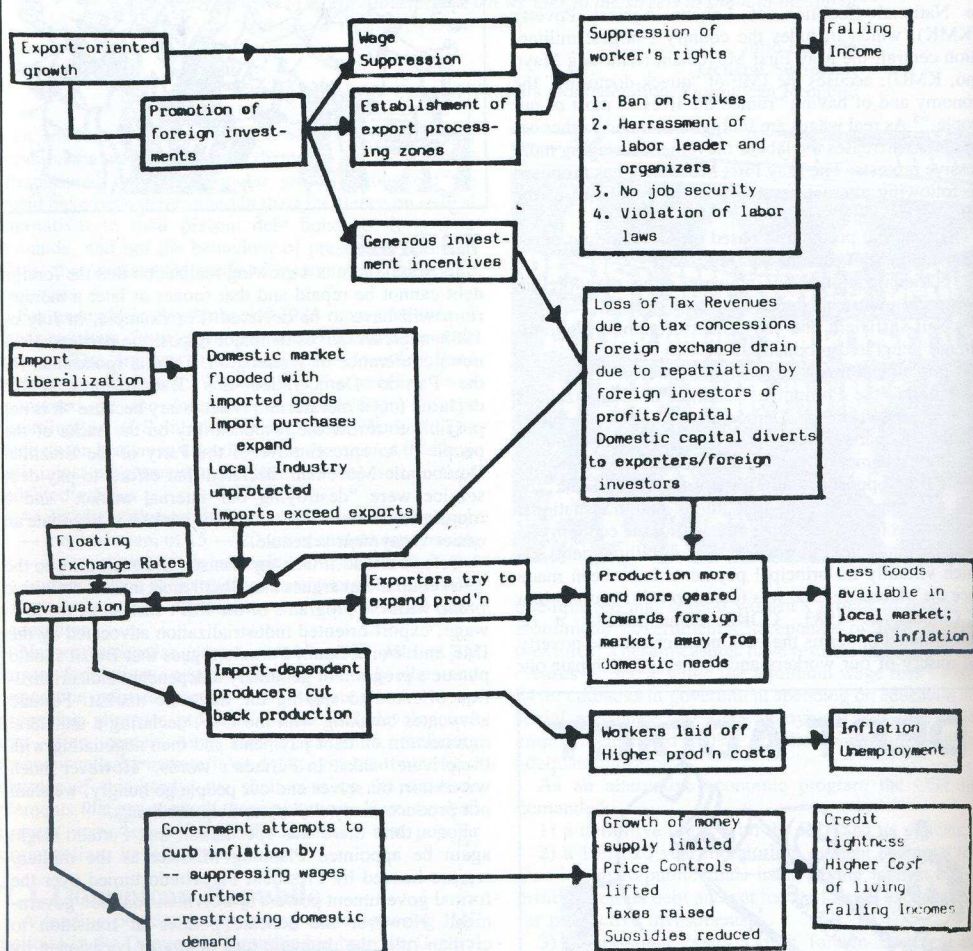 Export-oriented
growth
Wage
Suppression
Suppression of
worker's rights
1. Ban on Strikes
2. Harrassment of
labor leader and
organizers
3. No job security
4. Violation of labor
laws
Falling
Income
Promotion of
foreign invest-
ments
Establishment of
export process-
ing zones
Generous invest-
ment incentives
Loss of Tax Revenues
due to tax concessions
Foreign exchange drain
due to repatriation by
foreign investors of
profits/capital
Domestic capital diverts
to exporters/foreign
investors
Import
Liberalization
Domestic market
flooded with
imported goods
Import purchases
expand
Local Industry
unprotected
Imports exceed exports
Floating
Exchange Rates
Devaluation
Exporters try to
expand prod'n
Production more
and more geared
towards foreign
market, away from
domestic needs
Less Goods
available in
local market;
hence inflation
Import-dependent
producers cut
back production
Workers laid off
Higher prod'n costs
Inflation
Unemployment
Government attempts to
curb inflation by:
-- suppressing wages
further
--restricting domestic
demand
Growth of money
supply limited
Price Controls
lifted
Taxes raised
Subsidies reduced
Credit
tightness
Higher cost
of living
Falling Incomes